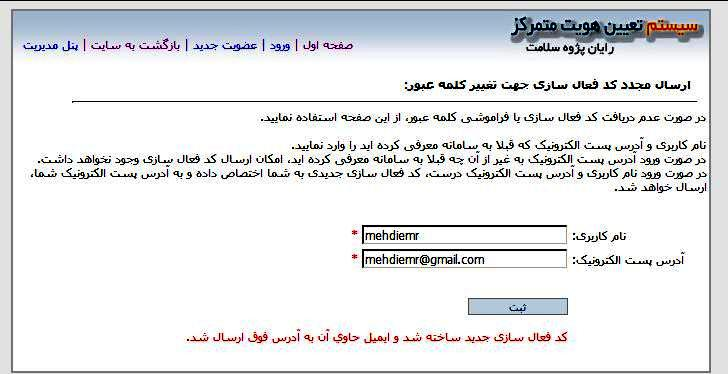 سیستم تعیین هویت متمرکز
رایان پژوه سلامت
صفحه اول | ورود | عضویت جدید | بازگشت به سایت | پنل مدیریت
ارسال مجدد کد فعال سازی جهت تغییر کلمه عبور:
در صورت عدم دریافت کد فعال سازی یا فراموشی کلمه عبور، از این صفحه استفاده نمایید.
نام کاربری و آدرس پست الکترونیک که قبلا به سامانه معرفی کرده اید را وارد نمایید.
در صورت ورود آدرس پست الکترونیک به غیر از آن چه قبلا به سامانه معرفی کرده اید، امکان ارسال کد فعال سازی وجود نخواهد داشت.
در صورت ورود نام کاربری و آدرس پست الکترونیک درست، کد فعال سازی جدیدی به شما اختصاص داده و به آدرس پست الکترونیک شما،
ارسال خواهد شد.
نام کاربری: mehdiemr *
آدرس پست الکترونیک: mehdiemr@gmail.com *
ثبت
کد فعال سازی جدید ساخته شد و ایمیل حاوي آن به آدرس فوق ارسال شد.